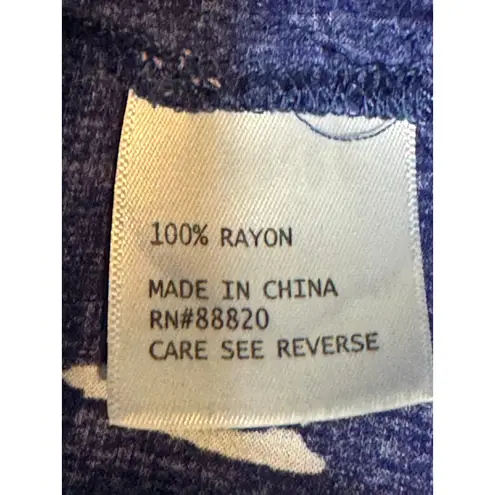 100% RAYON
MADE IN CHINA
RN#88820
CARE SEE REVERSE